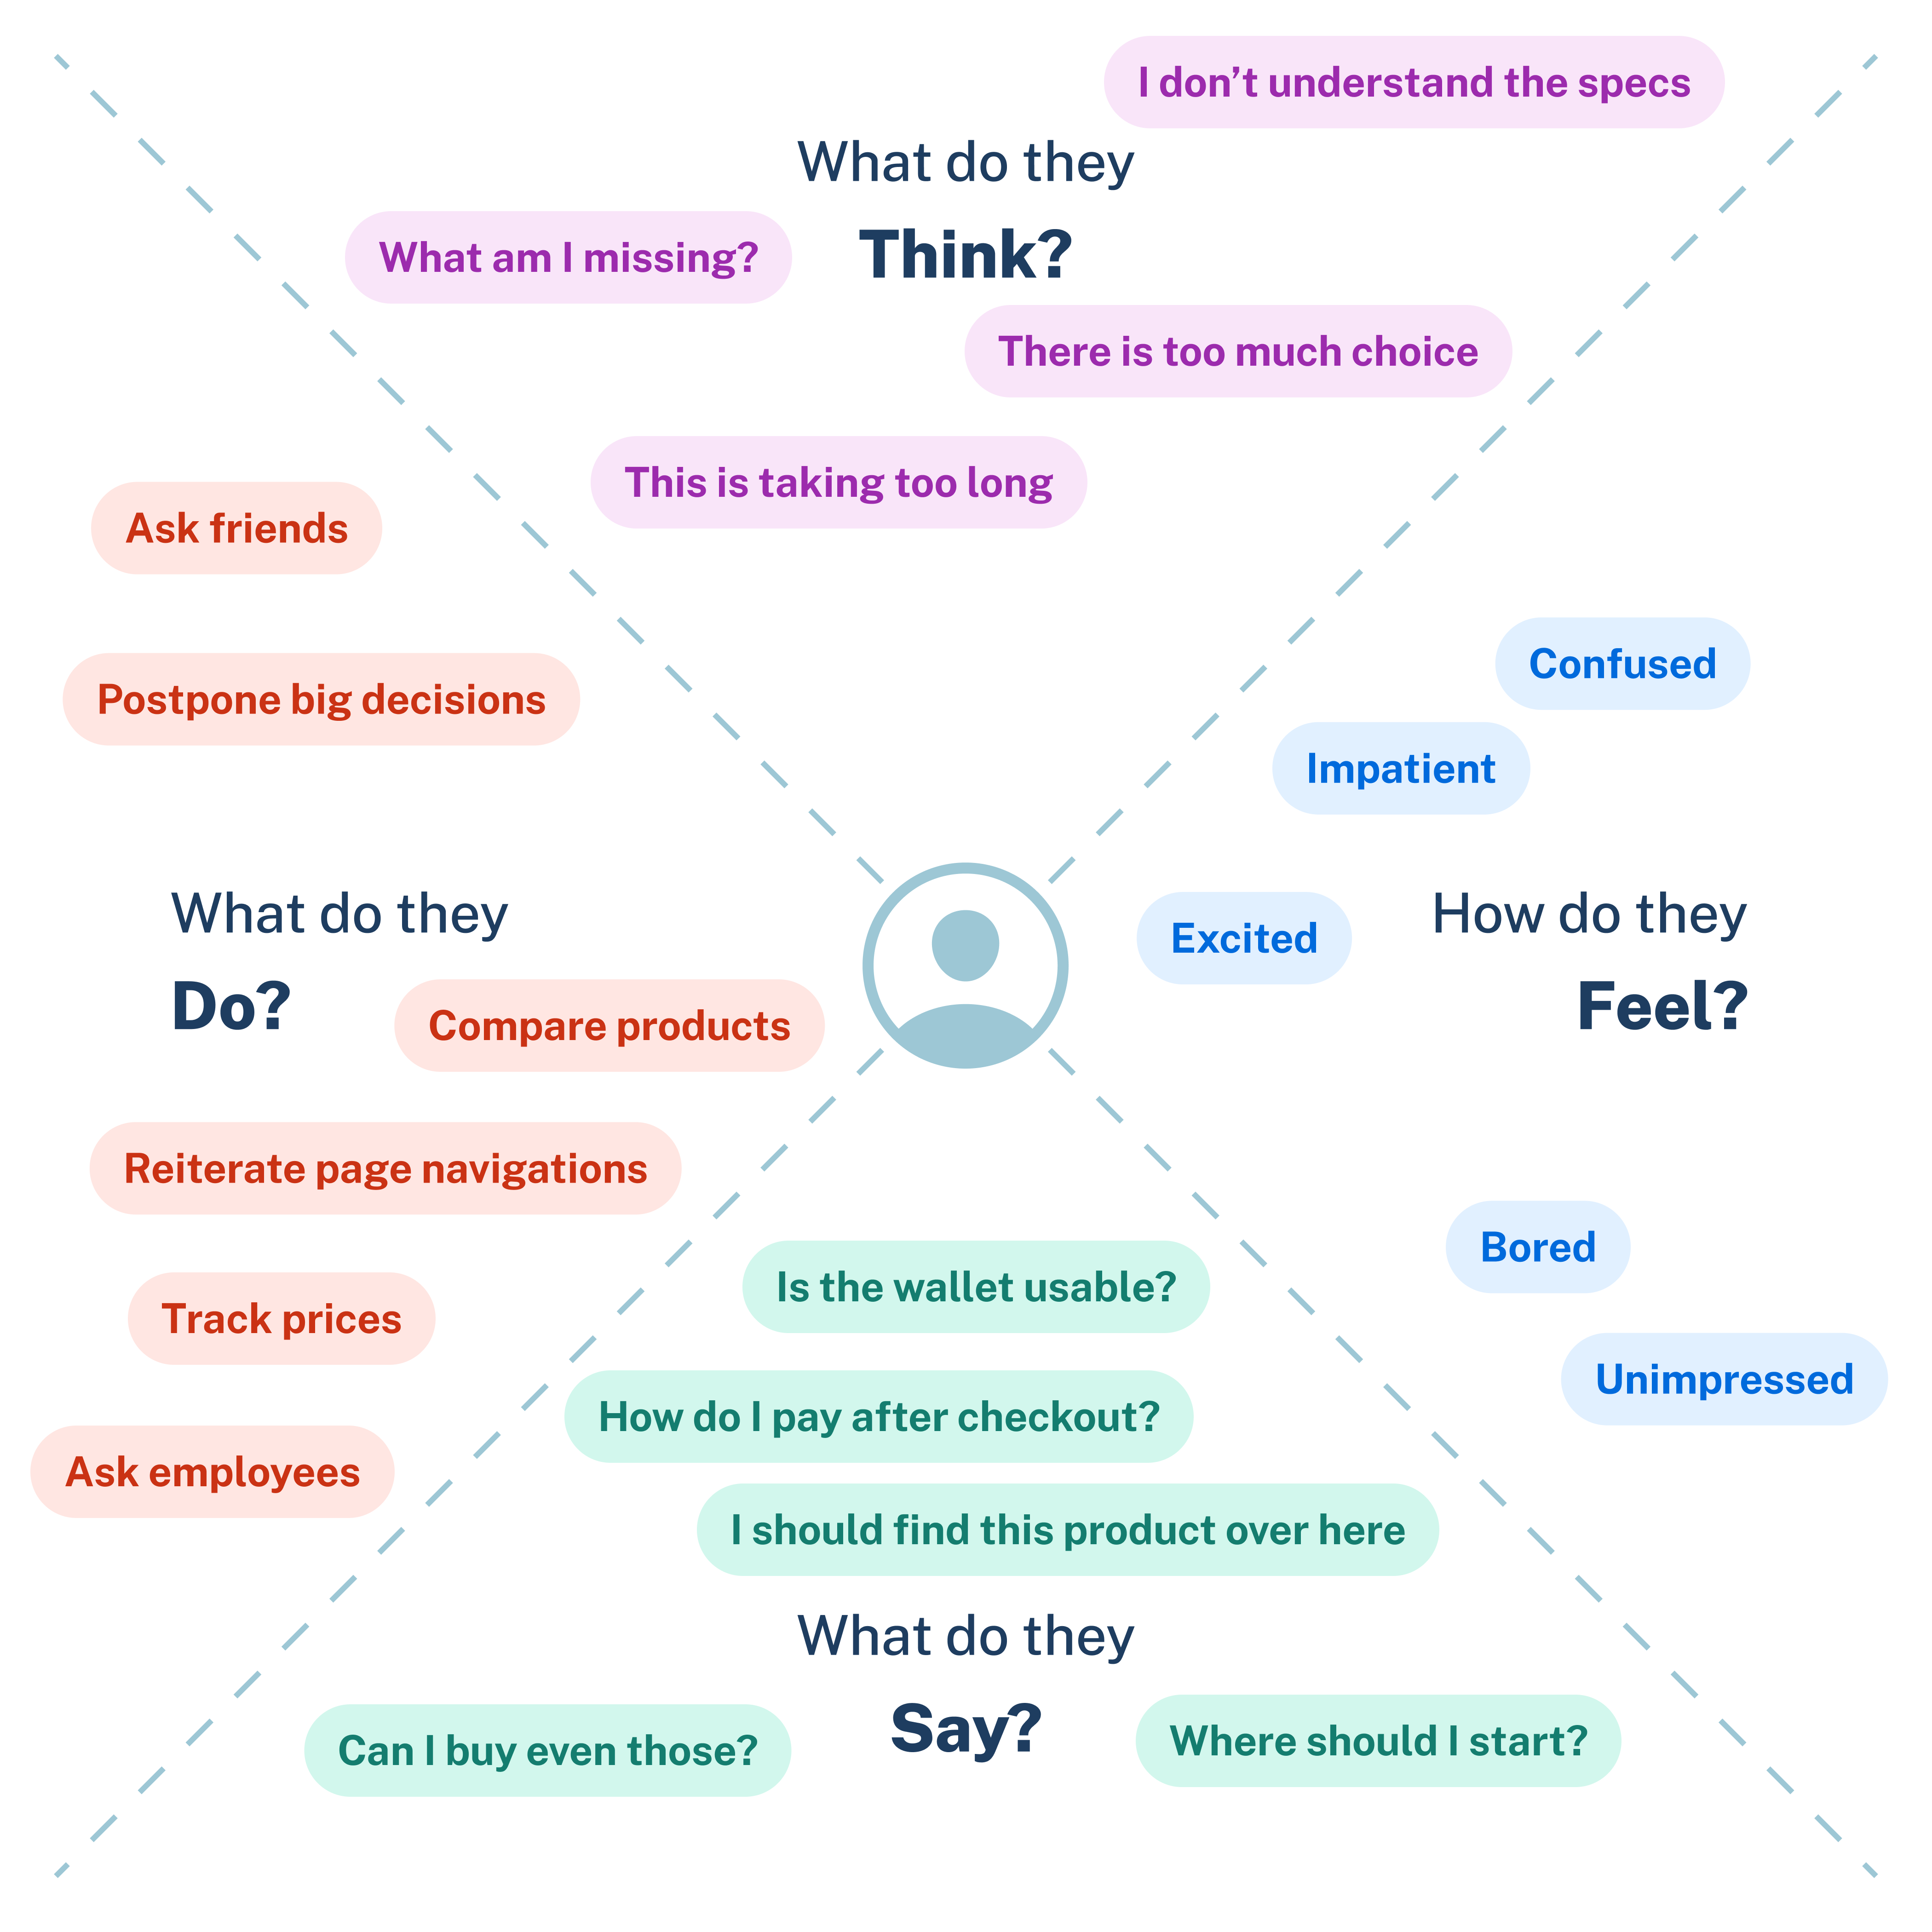 I don’t understand the specs
What do they
Think?
What am I missing?
There is too much choice
This is taking too long
Ask friends
Postpone big decisions
What do they
Do?
Compare products
Reiterate page navigations
Track prices
Ask employees
Confused
Impatient
Excited
How do they
Feel?
Bored
Unimpressed
Is the wallet usable?
How do I pay after checkout?
I should find this product over here
What do they
Say?
Can I buy even those?
Where should I start?